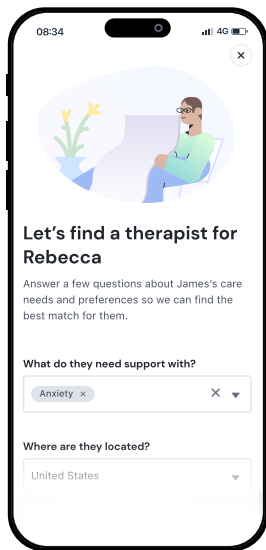 08:34 4G
Let’s find a therapist for
Rebecca
Answer a few questions about James’s care
needs and preferences so we can find the
best match for them.
What do they need support with?
Anxiety
Where are they located?
United States